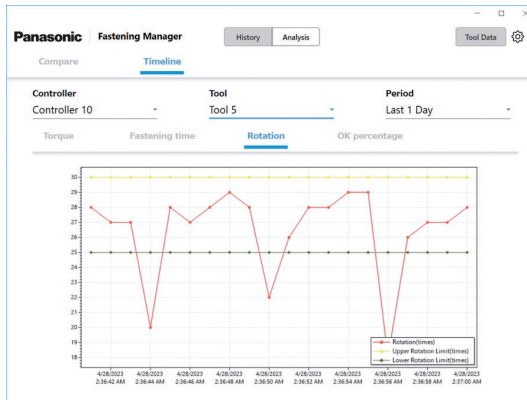 Panasonic Fastening Manager History Analysis Tool Data
Compare Timeline
Controller Tool Period
Controller 10 Tool 5 Last 1 Day
Torque Fastening time Rotation OK percentage
30
29
28
27
26
25
24
23
22
21
20
19
18
Rotation(times)
Upper Rotation Limit(times)
Lower Rotation Limit(times)
4/28/2023 4/28/2023 4/28/2023 4/28/2023 4/28/2023 4/28/2023 4/28/2023 4/28/2023 4/28/2023 4/28/2023
2:36:42 AM 2:36:44 AM 2:36:46 AM 2:36:48 AM 2:36:50 AM 2:36:52 AM 2:36:54 AM 2:36:56 AM 2:36:58 AM 2:37:00 AM